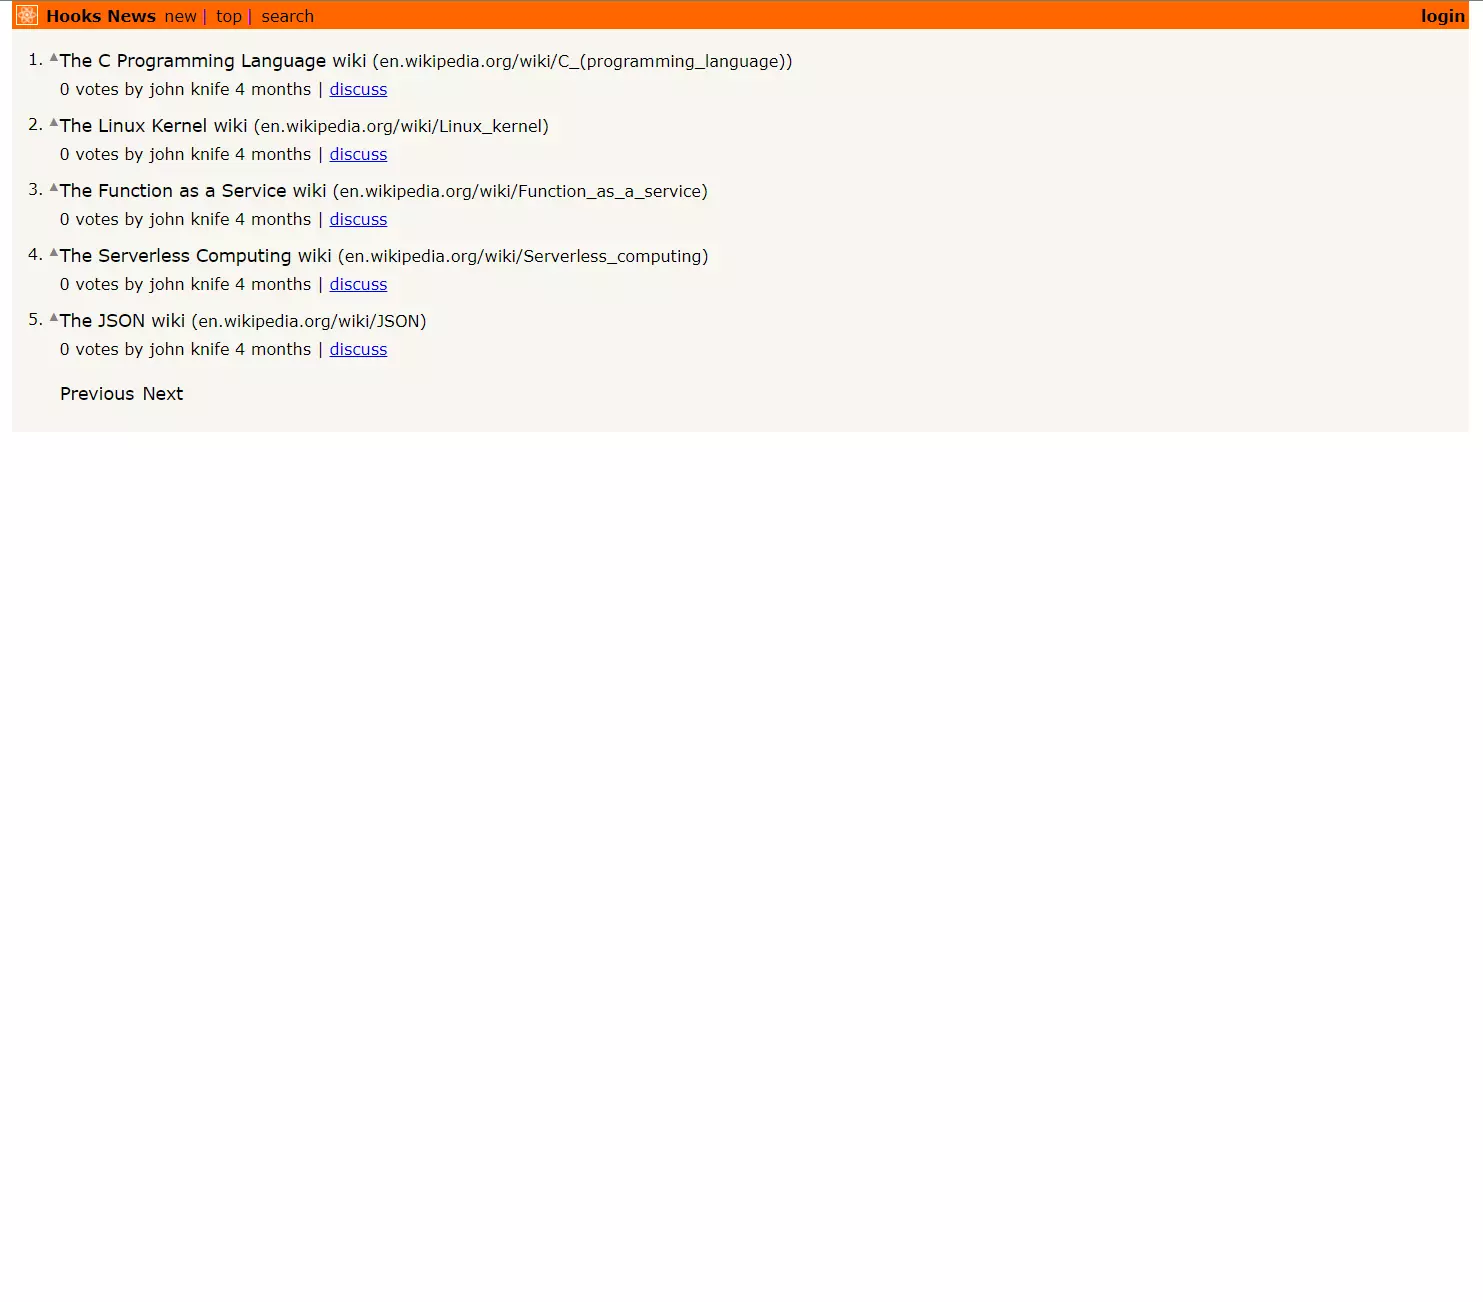 Hooks News new | top | search login
1. ▲The C Programming Language wiki (en.wikipedia.org/wiki/C_(programming_language))
0 votes by john knife 4 months | discuss
2. ▲The Linux Kernel wiki (en.wikipedia.org/wiki/Linux_kernel)
0 votes by john knife 4 months | discuss
3. ▲The Function as a Service wiki (en.wikipedia.org/wiki/Function_as_a_service)
0 votes by john knife 4 months | discuss
4. ▲The Serverless Computing wiki (en.wikipedia.org/wiki/Serverless_computing)
0 votes by john knife 4 months | discuss
5. ▲The JSON wiki (en.wikipedia.org/wiki/JSON)
0 votes by john knife 4 months | discuss
Previous Next